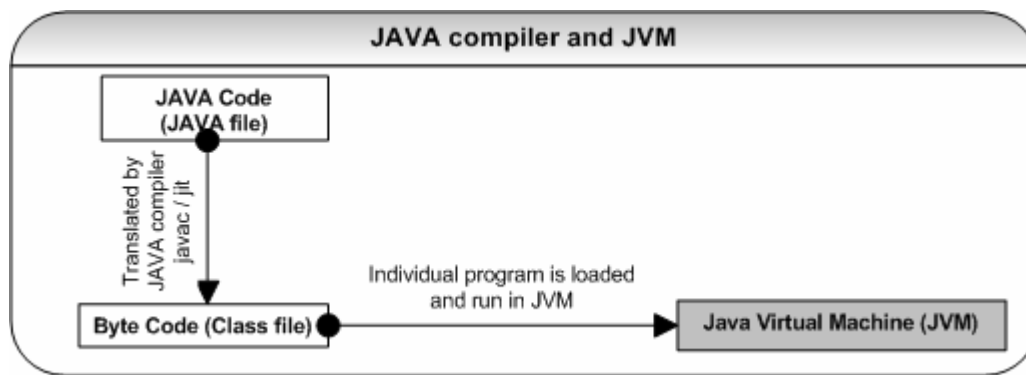 JAVA compiler and JVM
JAVA Code
(JAVA file)
Translated by
JAVA compiler
javac / jit
Individual program is loaded
and run in JVM
Byte Code (Class file)
Java Virtual Machine (JVM)